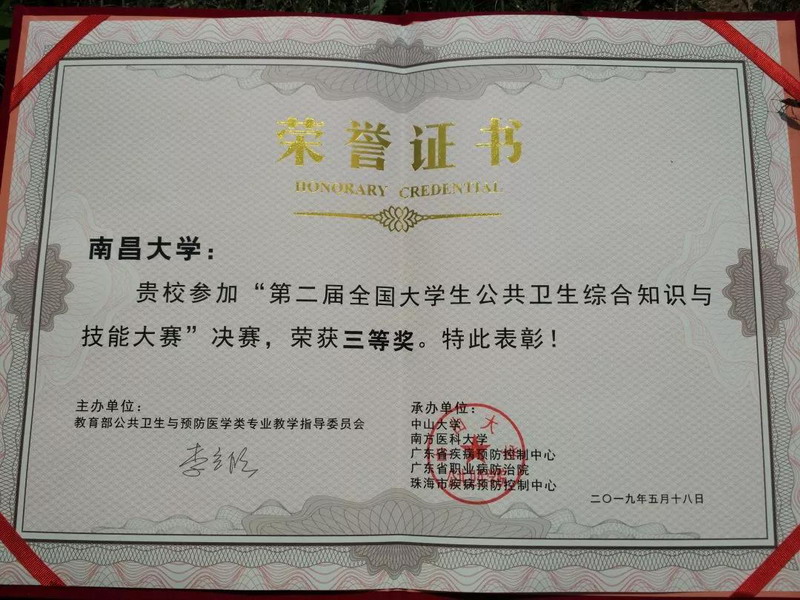 荣誉证书
HONORARY CREDENTIAL
南昌大学：
贵校参加“第二届全国大学生公共卫生综合知识与
技能大赛”决赛，荣获三等奖。特此表彰！
主办单位：
教育部公共卫生与预防医学类专业教学指导委员会
承办单位：
中山大学
南方医科大学
广东省疾病预防控制中心
广东省职业病防治院
珠海市疾病预防控制中心
二〇一九年五月十八日